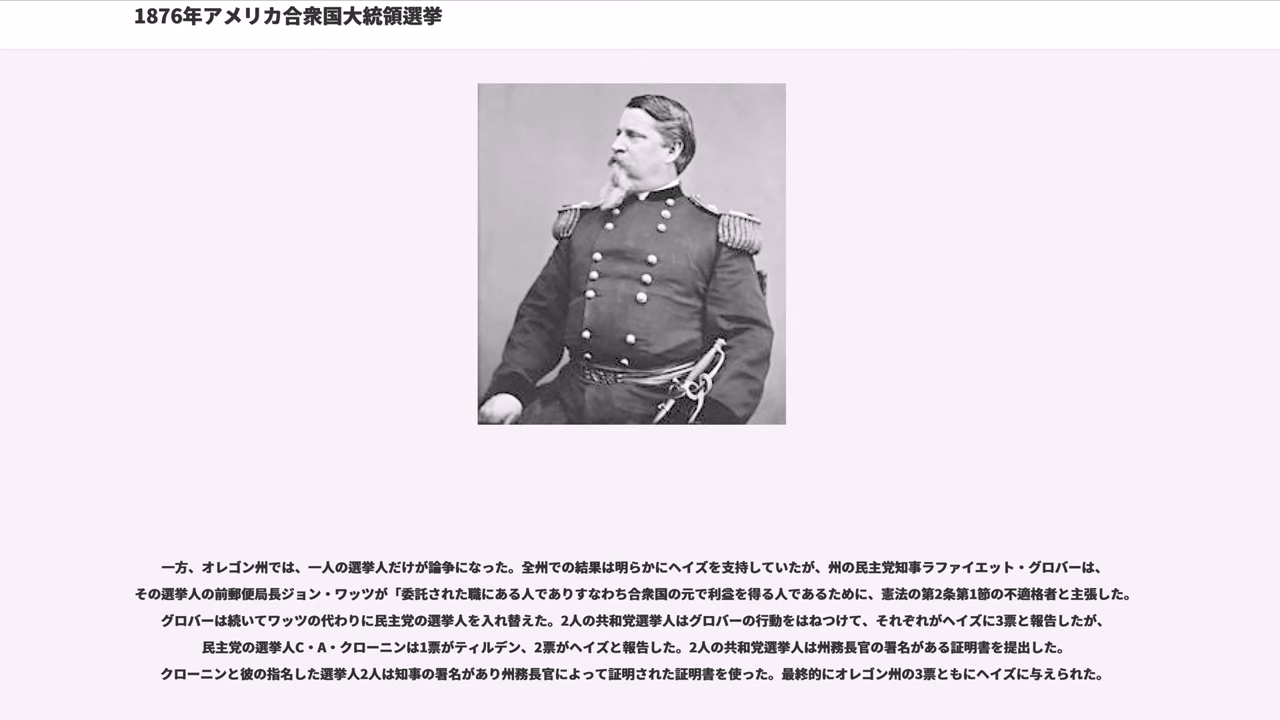 1876年アメリカ合衆国大統領選挙
一方、オレゴン州では、一人の選挙人だけが論争になった。全州での結果は明らかにヘイズを支持していたが、州の民主党知事ラファイエット・グロバーは、
その選挙人の前郵便局長ジョン・ワッツが「委託された職にある人でありすなわち合衆国の元で利益を得る人であるために、憲法の第2条第1節の不適格者と主張した。
グロバーは続いてワッツの代わりに民主党の選挙人を入れ替えた。2人の共和党選挙人はグロバーの行動をはねつけて、それぞれがヘイズに3票と報告したが、
民主党の選挙人C・A・クローニンは1票がティルデン、2票がヘイズと報告した。2人の共和党選挙人は州務長官の署名がある証明書を提出した。
クローニンと彼の指名した選挙人2人は知事の署名があり州務長官によって証明された証明書を使った。最終的にオレゴン州の3票ともにヘイズに与えられた。